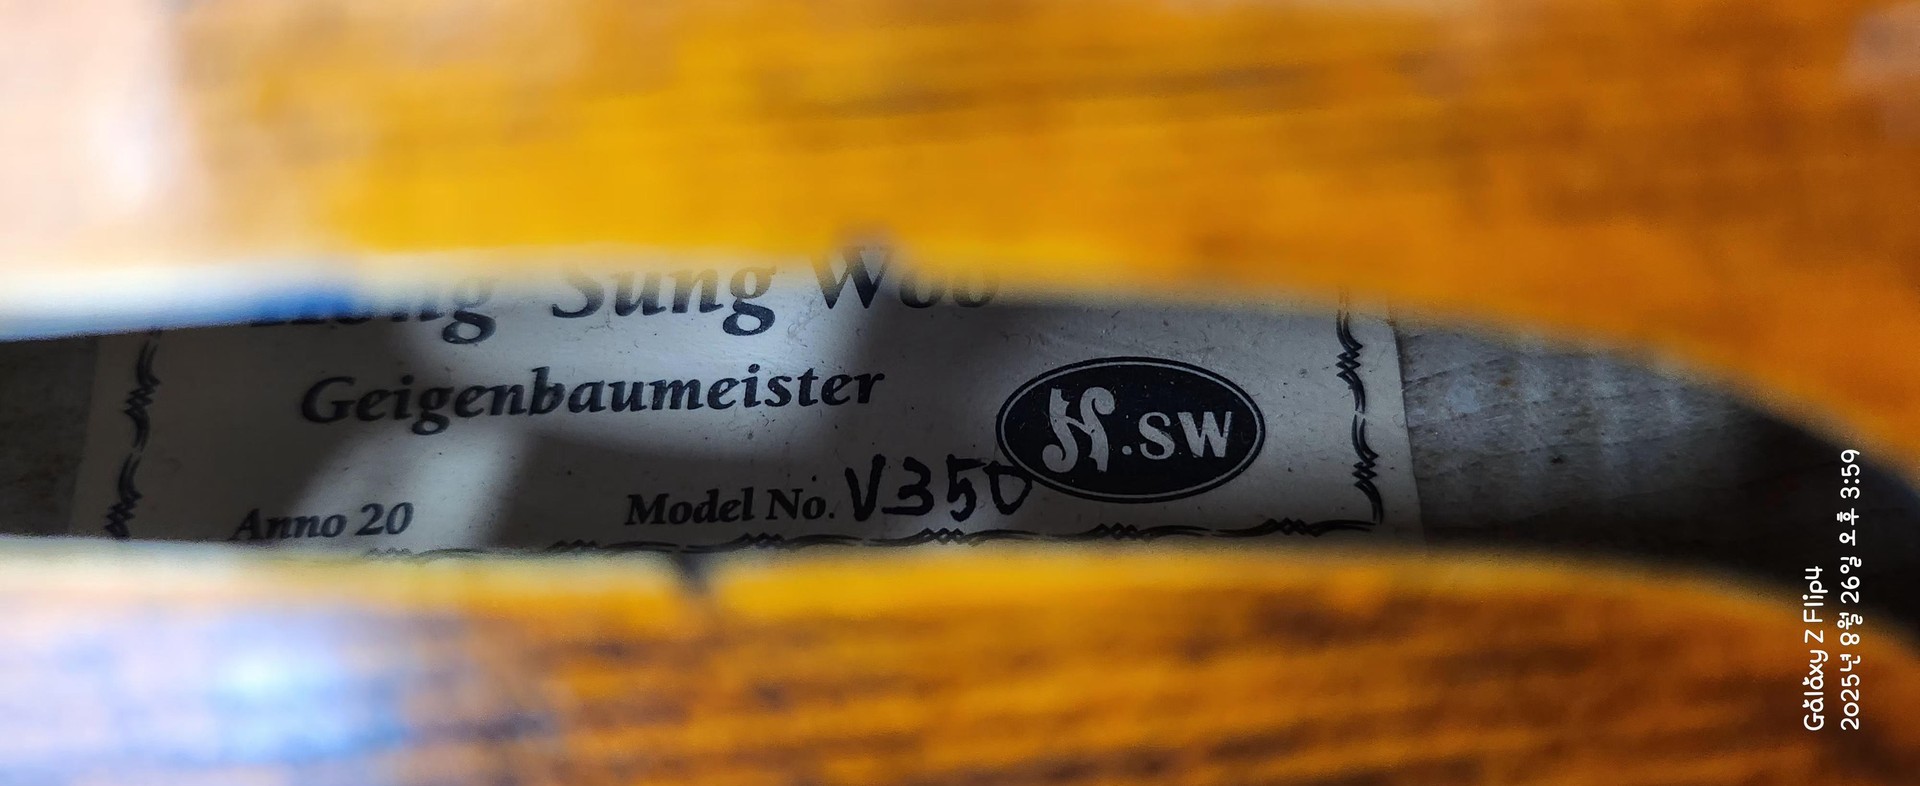 Hong Sung Woo
Geigenbaumeister
H.SW
Anno 20
Model No. V350
Galaxy Z Flip4
2025년 8월 26일 오후 3:59